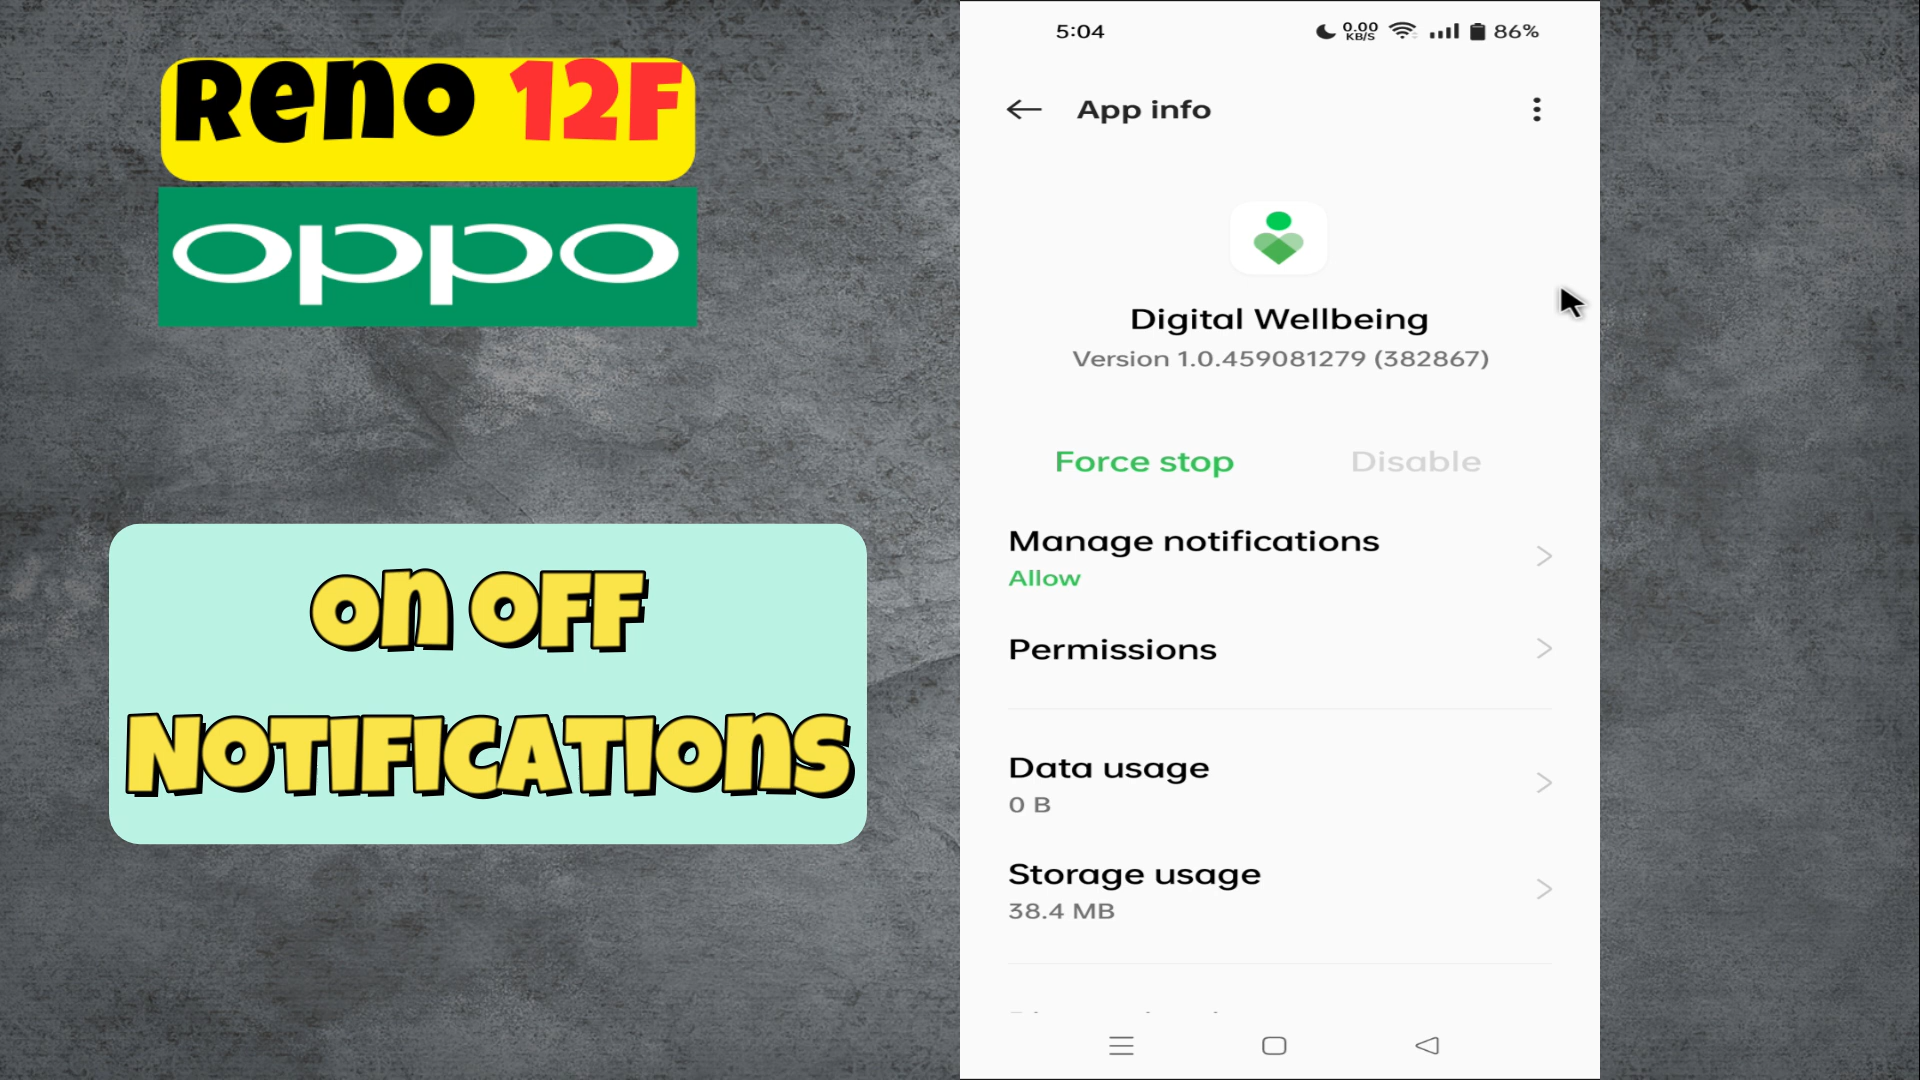 Reno 12F
oppo
On OFF
NOTIFICATIONS
5:04
0.00
KB/S
86%
App info
Digital Wellbeing
Version 1.0.459081279 (382867)
Force stop
Disable
Manage notifications
Allow
Permissions
Data usage
0 B
Storage usage
38.4 MB